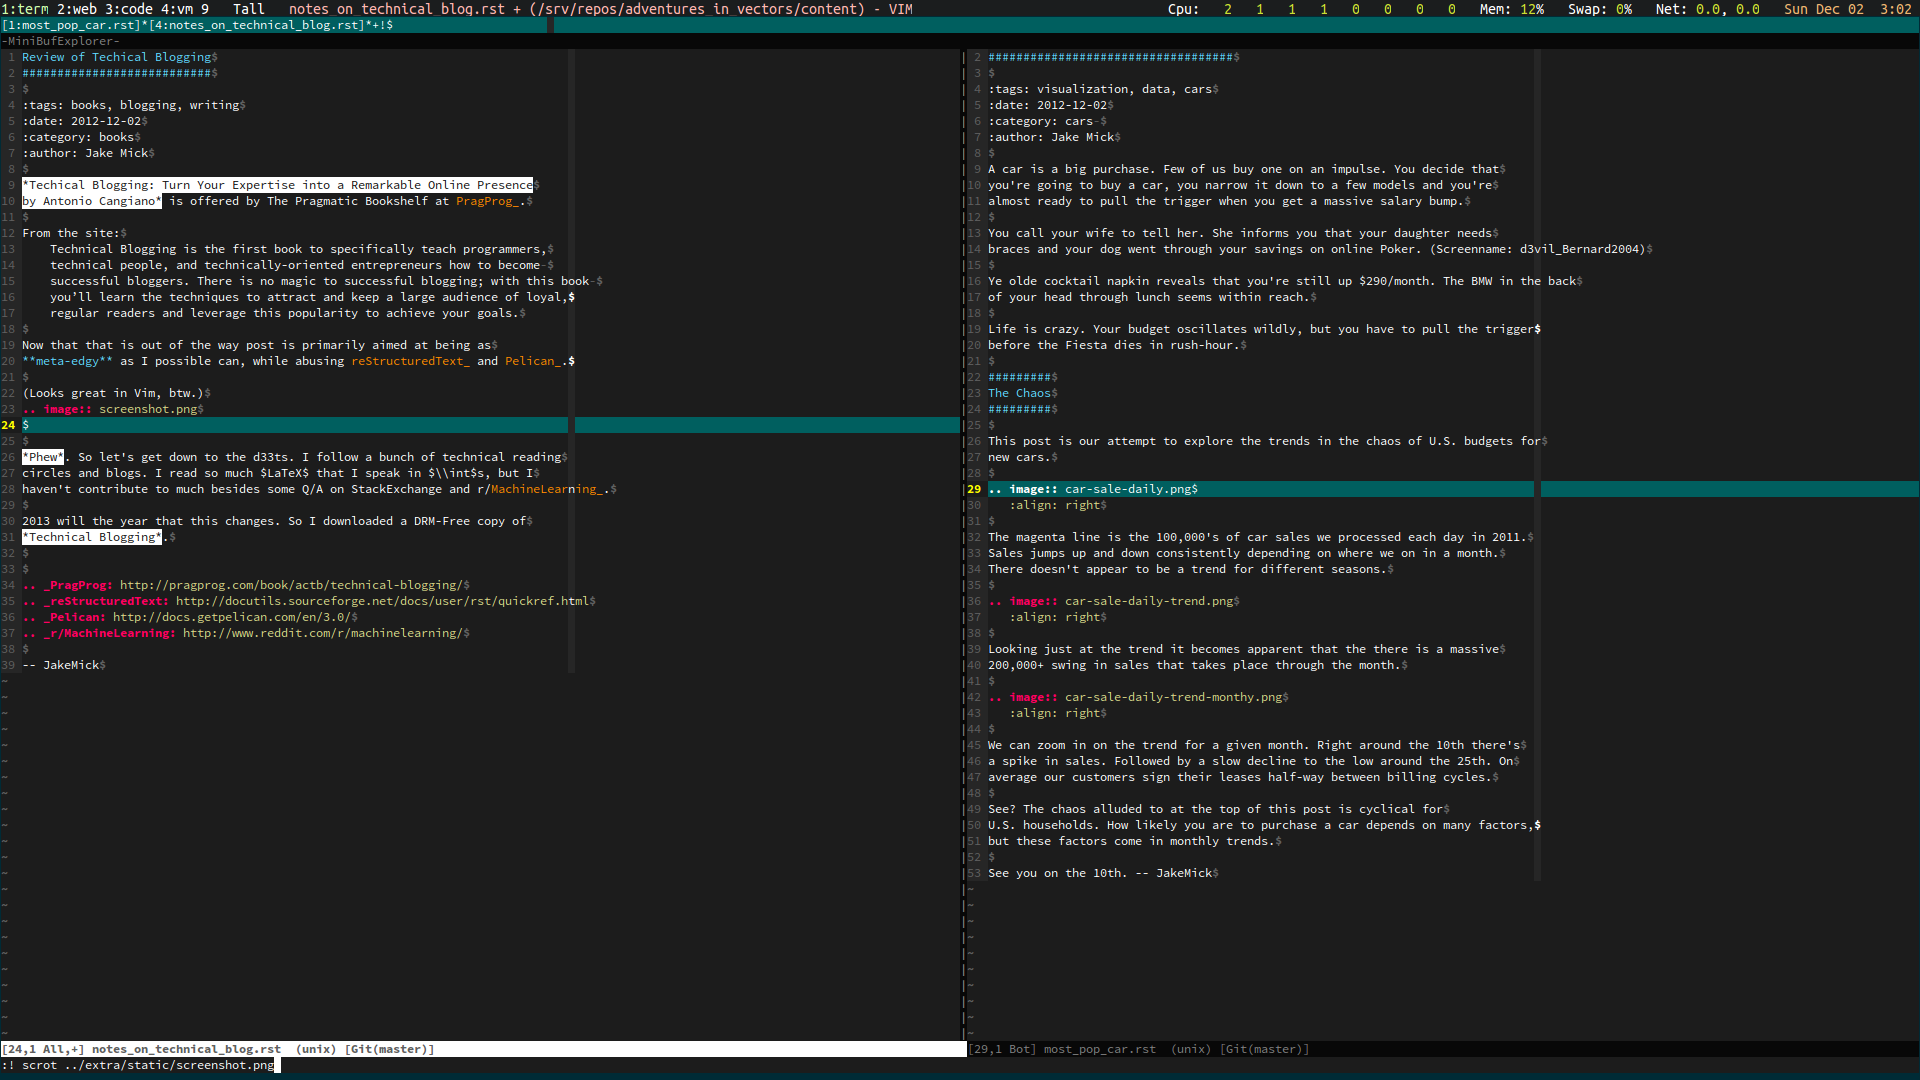 1:term 2:web 3:code 4:vm 9   Tall   notes_on_technical_blog.rst + (/srv/repos/adventures_in_vectors/content) - VIM   Cpu:   2   1   1   1   0   0   0   0   Mem: 12%   Swap: 0%   Net: 0.0, 0.0   Sun Dec 02  3:02
[1:most_pop_car.rst]*[4:notes_on_technical_blog.rst]*+!$
-MiniBufExplorer-
1 Review of Techical Blogging$
2 ###########################$
3 $
4 :tags: books, blogging, writing$
5 :date: 2012-12-02$
6 :category: books$
7 :author: Jake Mick$
8 $
9 *Techical Blogging: Turn Your Expertise into a Remarkable Online Presence$
10 by Antonio Cangiano* is offered by The Pragmatic Bookshelf at PragProg_.$
11 $
12 From the site:$
13     Technical Blogging is the first book to specifically teach programmers,$
14     technical people, and technically-oriented entrepreneurs how to become-$
15     successful bloggers. There is no magic to successful blogging; with this book-$
16     you’ll learn the techniques to attract and keep a large audience of loyal,$
17     regular readers and leverage this popularity to achieve your goals.$
18 $
19 Now that that is out of the way post is primarily aimed at being as$
20 **meta-edgy** as I possible can, while abusing reStructuredText_ and Pelican_.$
21 $
22 (Looks great in Vim, btw.)$
23 .. image:: screenshot.png$
24 $
25 $
26 *Phew*. So let's get down to the d33ts. I follow a bunch of technical reading$
27 circles and blogs. I read so much $LaTeX$ that I speak in $\\int$s, but I$
28 haven't contribute to much besides some Q/A on StackExchange and r/MachineLearning_.$
29 $
30 2013 will the year that this changes. So I downloaded a DRM-Free copy of$
31 *Technical Blogging*.$
32 $
33 $
34 .. _PragProg: http://pragprog.com/book/actb/technical-blogging/$
35 .. _reStructuredText: http://docutils.sourceforge.net/docs/user/rst/quickref.html$
36 .. _Pelican: http://docs.getpelican.com/en/3.0/$
37 .. _r/MachineLearning: http://www.reddit.com/r/machinelearning/$
38 $
39 -- JakeMick$
2 ###################################$
3 $
4 :tags: visualization, data, cars$
5 :date: 2012-12-02$
6 :category: cars-$
7 :author: Jake Mick$
8 $
9 A car is a big purchase. Few of us buy one on an impulse. You decide that$
10 you're going to buy a car, you narrow it down to a few models and you're$
11 almost ready to pull the trigger when you get a massive salary bump.$
12 $
13 You call your wife to tell her. She informs you that your daughter needs$
14 braces and your dog went through your savings on online Poker. (Screenname: d3vil_Bernard2004)$
15 $
16 Ye olde cocktail napkin reveals that you're still up $290/month. The BMW in the back$
17 of your head through lunch seems within reach.$
18 $
19 Life is crazy. Your budget oscillates wildly, but you have to pull the trigger$
20 before the Fiesta dies in rush-hour.$
21 $
22 #########$
23 The Chaos$
24 #########$
25 $
26 This post is our attempt to explore the trends in the chaos of U.S. budgets for$
27 new cars.$
28 $
29 .. image:: car-sale-daily.png$
30    :align: right$
31 $
32 The magenta line is the 100,000's of car sales we processed each day in 2011.$
33 Sales jumps up and down consistently depending on where we on in a month.$
34 There doesn't appear to be a trend for different seasons.$
35 $
36 .. image:: car-sale-daily-trend.png$
37    :align: right$
38 $
39 Looking just at the trend it becomes apparent that the there is a massive$
40 200,000+ swing in sales that takes place through the month.$
41 $
42 .. image:: car-sale-daily-trend-monthy.png$
43    :align: right$
44 $
45 We can zoom in on the trend for a given month. Right around the 10th there's$
46 a spike in sales. Followed by a slow decline to the low around the 25th. On$
47 average our customers sign their leases half-way between billing cycles.$
48 $
49 See? The chaos alluded to at the top of this post is cyclical for$
50 U.S. households. How likely you are to purchase a car depends on many factors,$
51 but these factors come in monthly trends.$
52 $
53 See you on the 10th. -- JakeMick$
[24,1 All,+] notes_on_technical_blog.rst  (unix) [Git(master)]
[29,1 Bot] most_pop_car.rst  (unix) [Git(master)]
:! scrot ../extra/static/screenshot.png